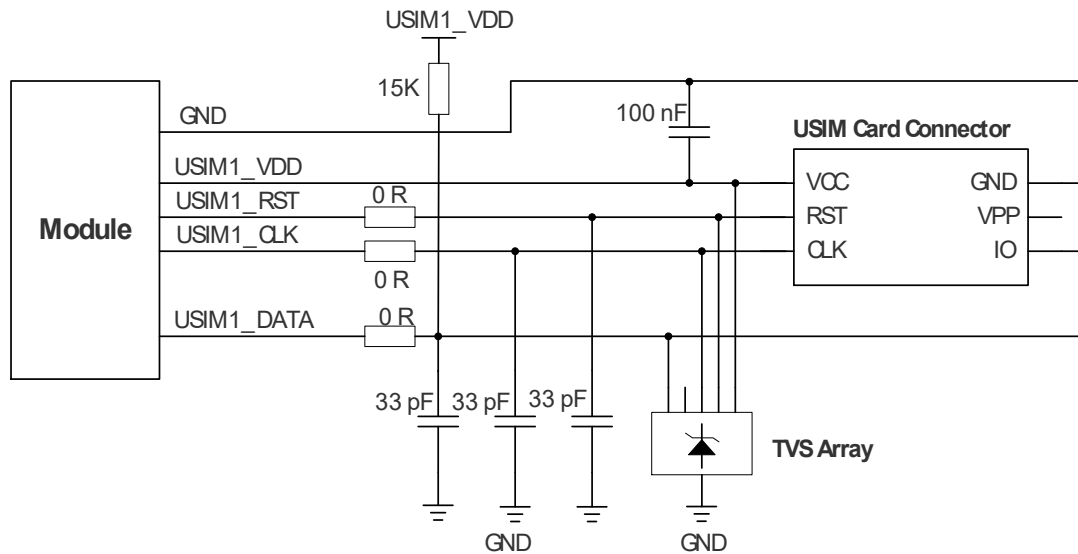 USIM1_VDD
15K
GND
100 nF
USIM Card Connector
USIM1_VDD
VCC
GND
USIM1_RST
0 R
RST
VPP
Module
USIM1_CLK
CLK
IO
0 R
USIM1_DATA
0 R
33 pF
33 pF
33 pF
TVS Array
GND
GND